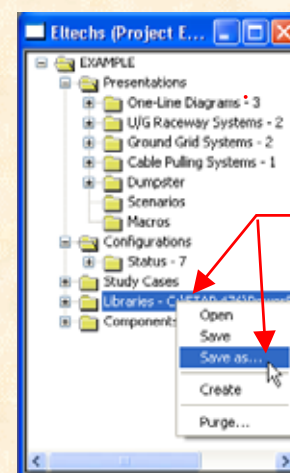 Eltechs (Project E...
EXAMPLE
Presentations
One-Line Diagrams - 3
U/G Raceway Systems - 2
Ground Grid Systems - 2
Cable Pulling Systems - 1
Dumpster
Scenarios
Macros
Configurations
Status - 7
Study Cases
Libraries - C:\ETAP
Components
Open
Save
Save as...
Create
Purge...